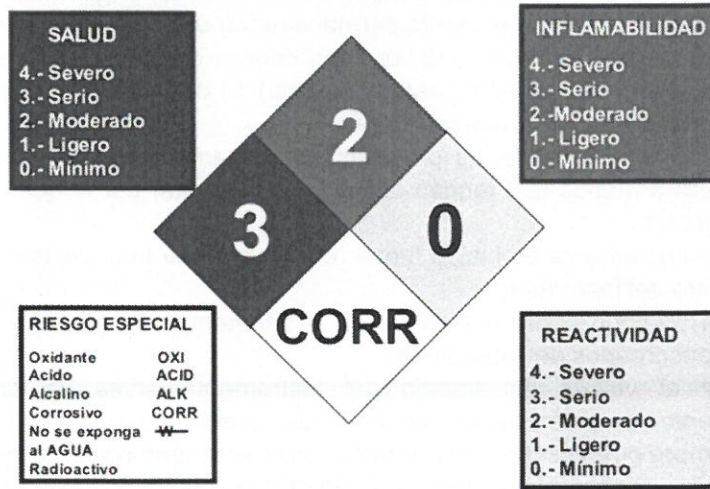 SALUD
4.- Severo
3.- Serio
2.- Moderado
1.- Ligero
0.- Mínimo
INFLAMABILIDAD
4.- Severo
3.- Serio
2.-Moderado
1.- Ligero
0.- Mínimo
2
3
0
CORR
RIESGO ESPECIAL
Oxidante OXI
Acido ACID
Alcalino ALK
Corrosivo CORR
No se exponga W
al AGUA
Radioactivo
REACTIVIDAD
4.- Severo
3.- Serio
2.- Moderado
1.- Ligero
0.- Mínimo